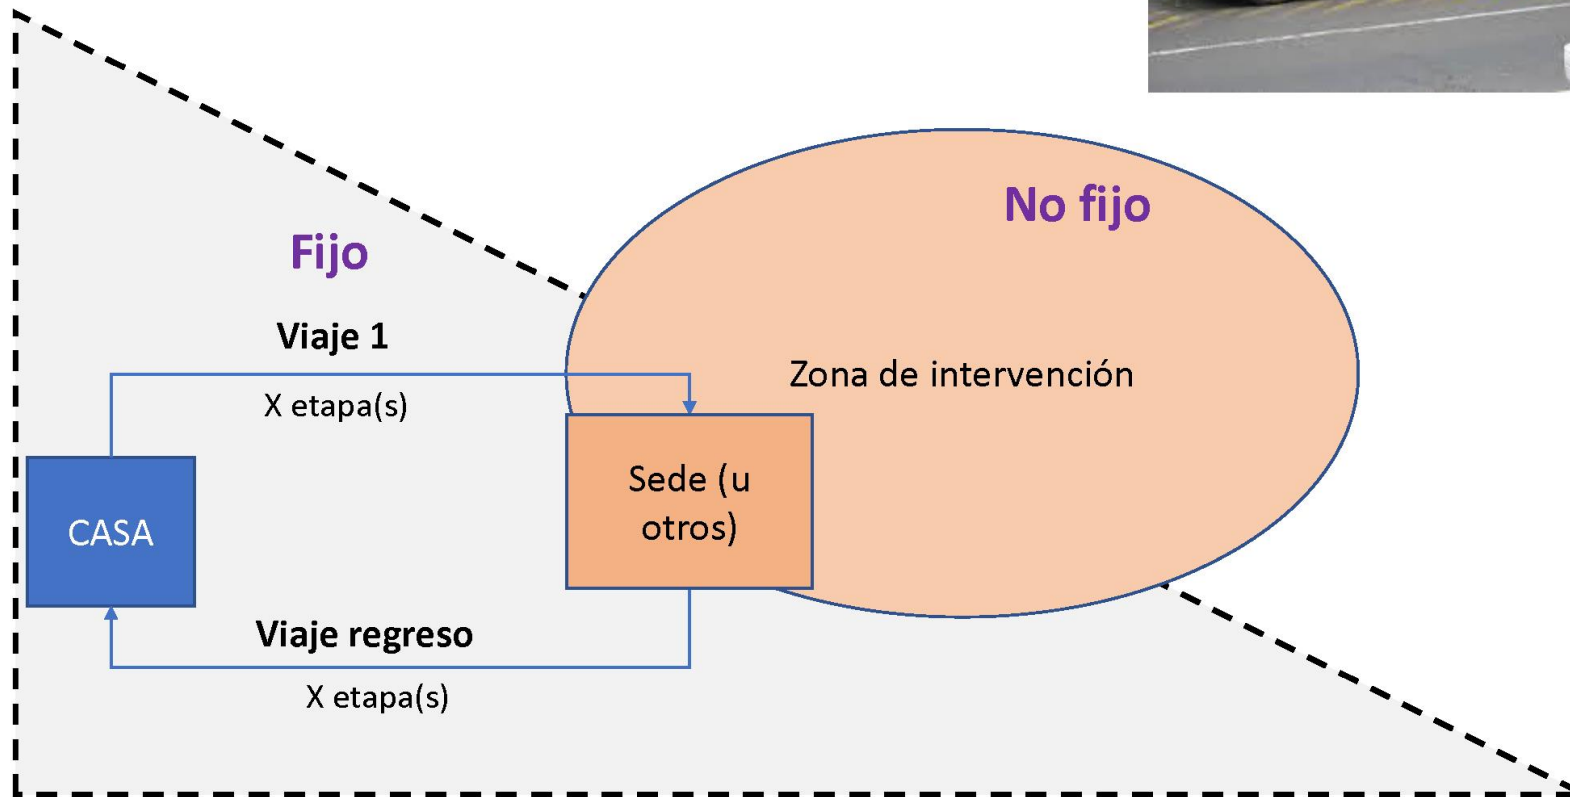 No fijo
Fijo
Viaje 1
X etapa(s)
Zona de intervención
Sede (u
otros)
CASA
Viaje regreso
X etapa(s)